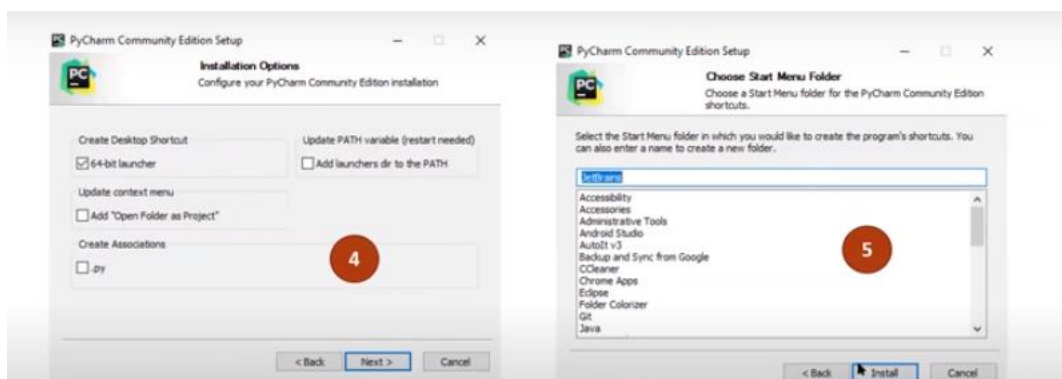 PyCharm Community Edition Setup
PC
Installation Options
Configure your PyCharm Community Edition installation
Create Desktop Shortcut
64-bit launcher
Update PATH variable (restart needed)
Add launchers dir to the PATH
Update context menu
Add "Open Folder as Project"
Create Associations
.py
4
< Back
Next >
Cancel
PyCharm Community Edition Setup
PC
Choose Start Menu Folder
Choose a Start Menu folder for the PyCharm Community Edition
shortcuts.
Select the Start Menu folder in which you would like to create the program's shortcuts. You
can also enter a name to create a new folder.
JetBrains
Accessibility
Accessories
Administrative Tools
Android Studio
AutoIt v3
Backup and Sync from Google
CCleaner
Chrome Apps
Eclipse
Folder Colorizer
Git
Java
5
< Back
Install
Cancel